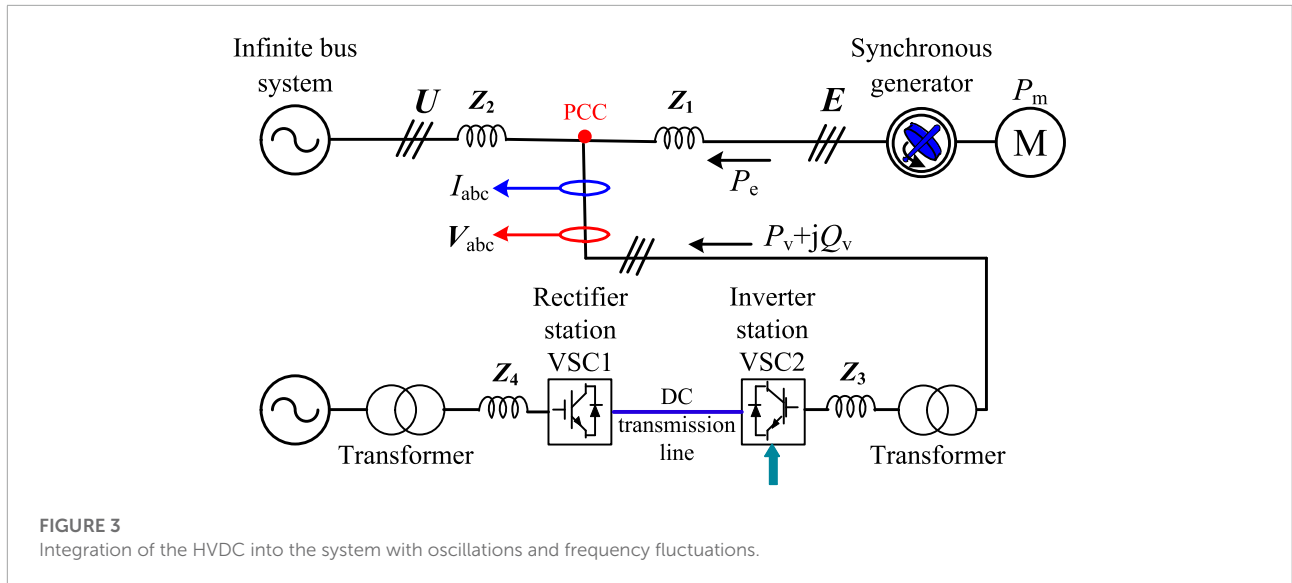 Infinite bus
system
Synchronous
generator
U
Z2
PCC
Z1
E
Pm
M
Pe
Iabc
Vabc
Pv+jQv
Rectifier
station
VSC1
Inverter
station
VSC2
Z4
DC
transmission
line
Z3
Transformer
Transformer
FIGURE 3
Integration of the HVDC into the system with oscillations and frequency fluctuations.